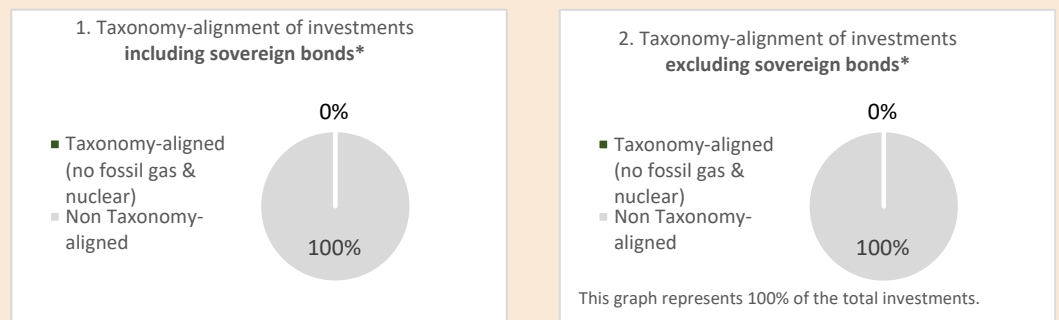 1. Taxonomy-alignment of investments
including sovereign bonds*
0%
Taxonomy-aligned
(no fossil gas &
nuclear)
Non Taxonomy-
aligned
100%
2. Taxonomy-alignment of investments
excluding sovereign bonds*
0%
Taxonomy-aligned
(no fossil gas &
nuclear)
Non Taxonomy-
aligned
100%
This graph represents 100% of the total investments.